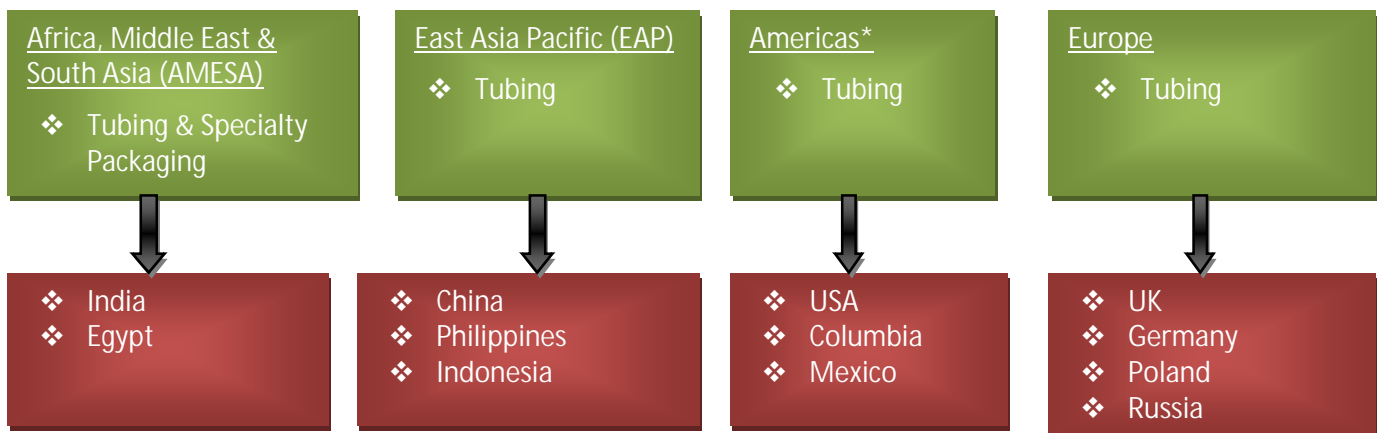 Africa, Middle East &
South Asia (AMESA)
❖ Tubing & Specialty
Packaging
East Asia Pacific (EAP)
❖ Tubing
Americas*
❖ Tubing
Europe
❖ Tubing
❖ India
❖ Egypt
❖ China
❖ Philippines
❖ Indonesia
❖ USA
❖ Columbia
❖ Mexico
❖ UK
❖ Germany
❖ Poland
❖ Russia